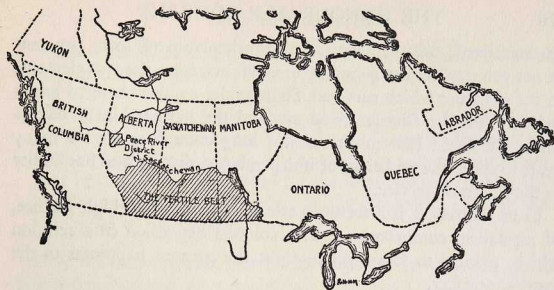 YUKON
BRITISH
COLUMBIA
ALBERTA
SASKATCHEWAN
MANITOBA
Peace River
District
N. Saskatchewan
THE FERTILE BELT
ONTARIO
QUEBEC
LABRADOR